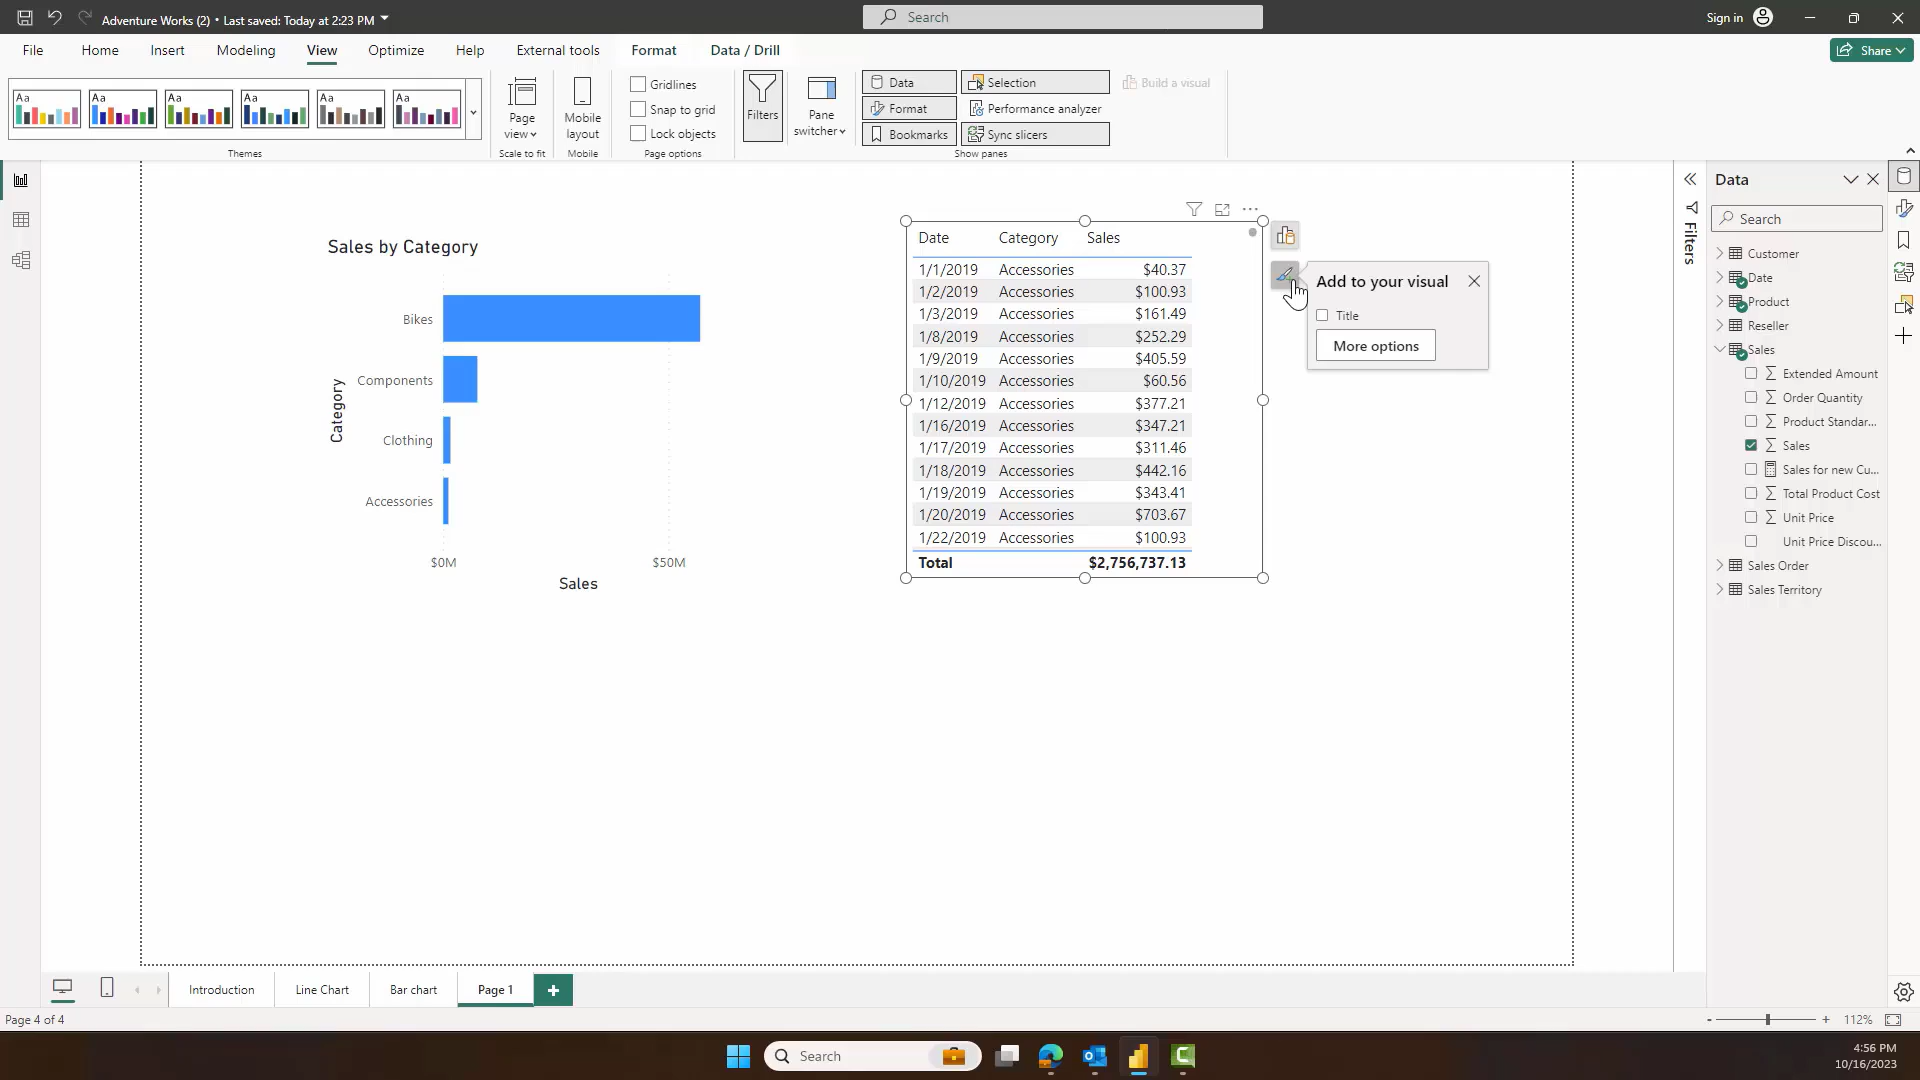 Adventure Works (2) • Last saved: Today at 2:23 PM
Search
Sign in
File Home Insert Modeling View Optimize Help External tools Format Data / Drill
Share
Aa Aa Aa Aa Aa Aa
Themes
Page view
Scale to fit
Mobile layout
Mobile
Gridlines
Snap to grid
Lock objects
Page options
Filters
Pane switcher
Data
Format
Bookmarks
Selection
Performance analyzer
Sync slicers
Show panes
Build a visual
Sales by Category
Category
Bikes
Components
Clothing
Accessories
$0M $50M
Sales
Date Category Sales
1/1/2019 Accessories $40.37
1/2/2019 Accessories $100.93
1/3/2019 Accessories $161.49
1/8/2019 Accessories $252.29
1/9/2019 Accessories $405.59
1/10/2019 Accessories $60.56
1/12/2019 Accessories $377.21
1/16/2019 Accessories $347.21
1/17/2019 Accessories $311.46
1/18/2019 Accessories $442.16
1/19/2019 Accessories $343.41
1/20/2019 Accessories $703.67
1/22/2019 Accessories $100.93
Total $2,756,737.13
Add to your visual
Title
More options
Filters
Data
Search
Customer
Date
Product
Reseller
Sales
Extended Amount
Order Quantity
Product Standar...
Sales
Sales for new Cu...
Total Product Cost
Unit Price
Unit Price Discou...
Sales Order
Sales Territory
Introduction Line Chart Bar chart Page 1 +
Page 4 of 4
- + 112%
Search
4:56 PM
10/16/2023